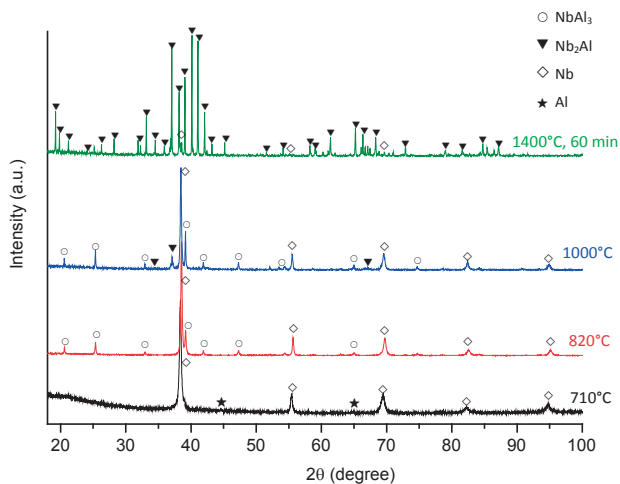 NbAl₃
Nb₂Al
Nb
Al
1400°C, 60 min
1000°C
820°C
710°C
Intensity (a.u.)
20 30 40 50 60 70 80 90 100
2θ (degree)